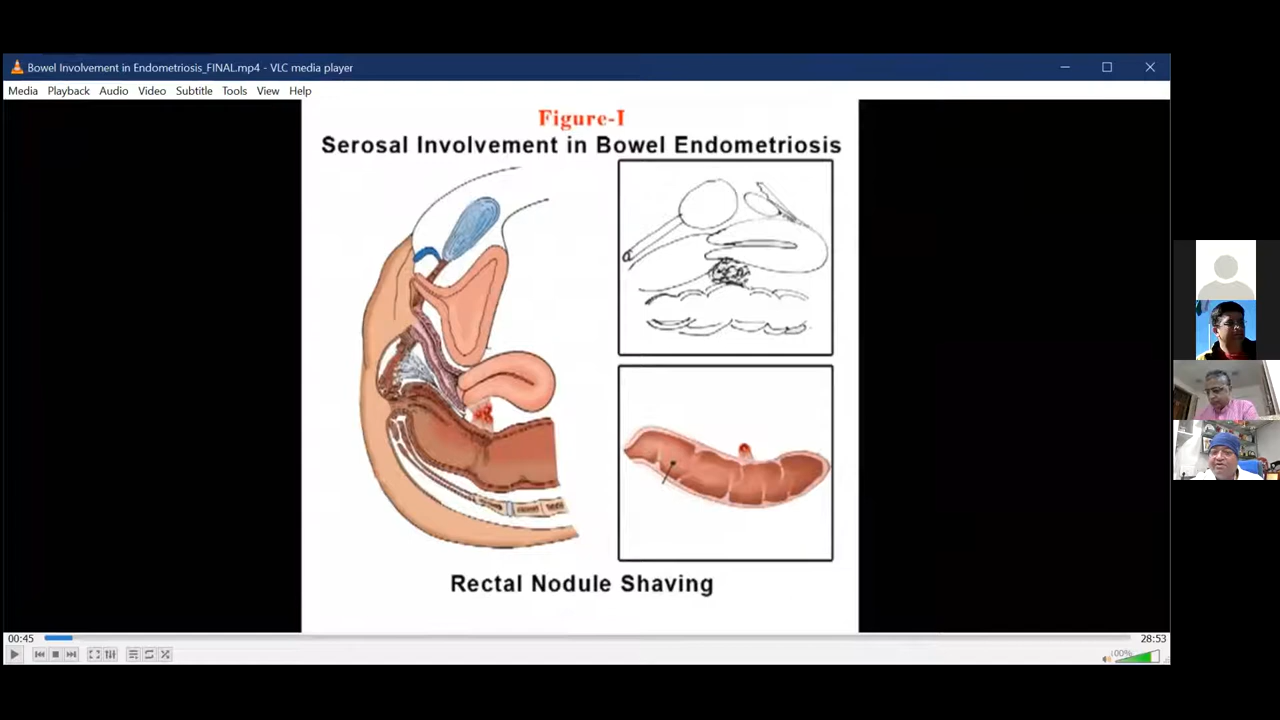 Bowel Involvement in Endometriosis_FINAL.mp4 - VLC media player
Media Playback Audio Video Subtitle Tools View Help
Figure-I
Serosal Involvement in Bowel Endometriosis
Rectal Nodule Shaving
00:45
28:53
100%